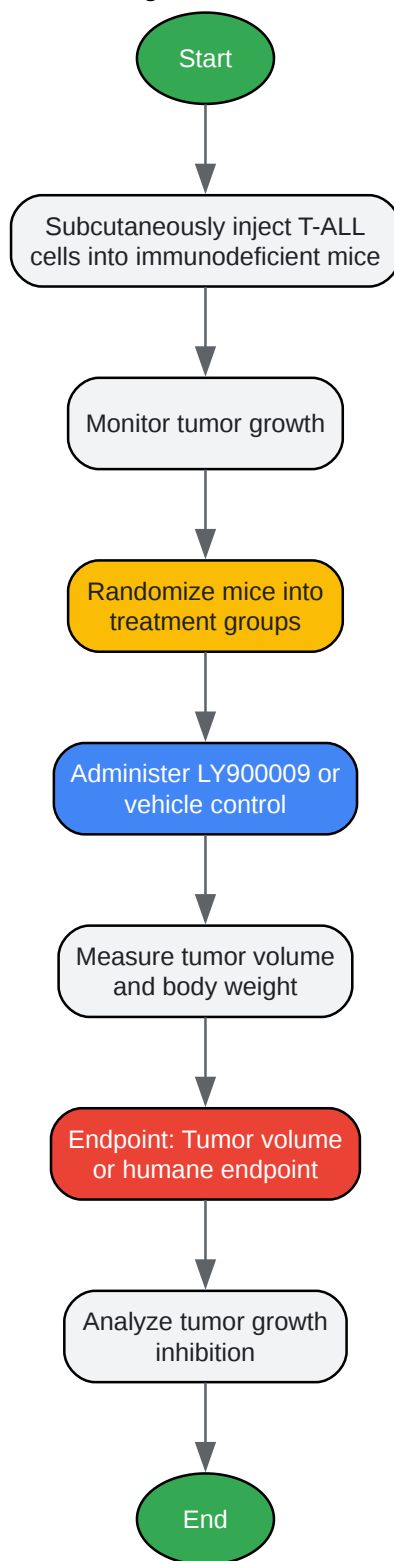 Start
Subcutaneously inject T-ALL
cells into immunodeficient mice
Monitor tumor growth
Randomize mice into
treatment groups
Administer LY900009 or
vehicle control
Measure tumor volume
and body weight
Endpoint: Tumor volume
or humane endpoint
Analyze tumor growth
inhibition
End